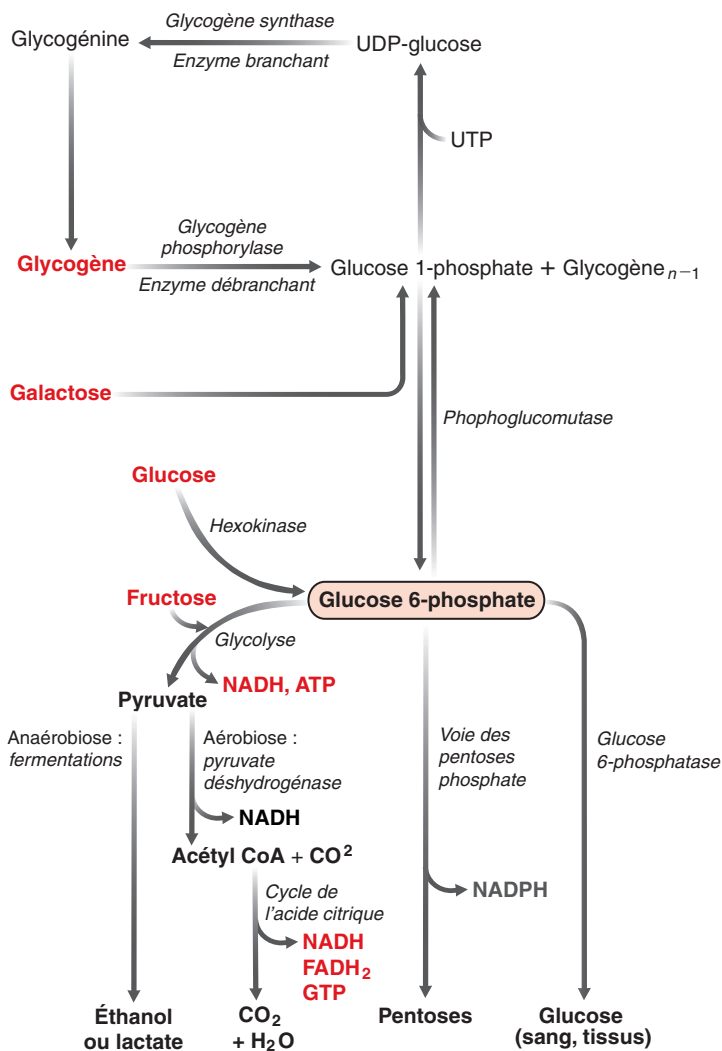 Glycogène synthase
Glycogénine
UDP-glucose
Enzyme branchant
UTP
Glycogène
phosphorylase
Glycogène
Glucose 1-phosphate + Glycogène n−1
Enzyme débranchant
Galactose
Phophoglucomutase
Glucose
Hexokinase
Fructose
Glucose 6-phosphate
Glycolyse
NADH, ATP
Pyruvate
Anaérobiose :
fermentations
Aérobiose :
pyruvate
déshydrogénase
Voie des
pentoses
phosphate
Glucose
6-phosphatase
NADH
Acétyl CoA + CO²
Cycle de
l'acide citrique
NADPH
NADH
FADH₂
GTP
Éthanol
ou lactate
CO₂
+ H₂O
Pentoses
Glucose
(sang, tissus)